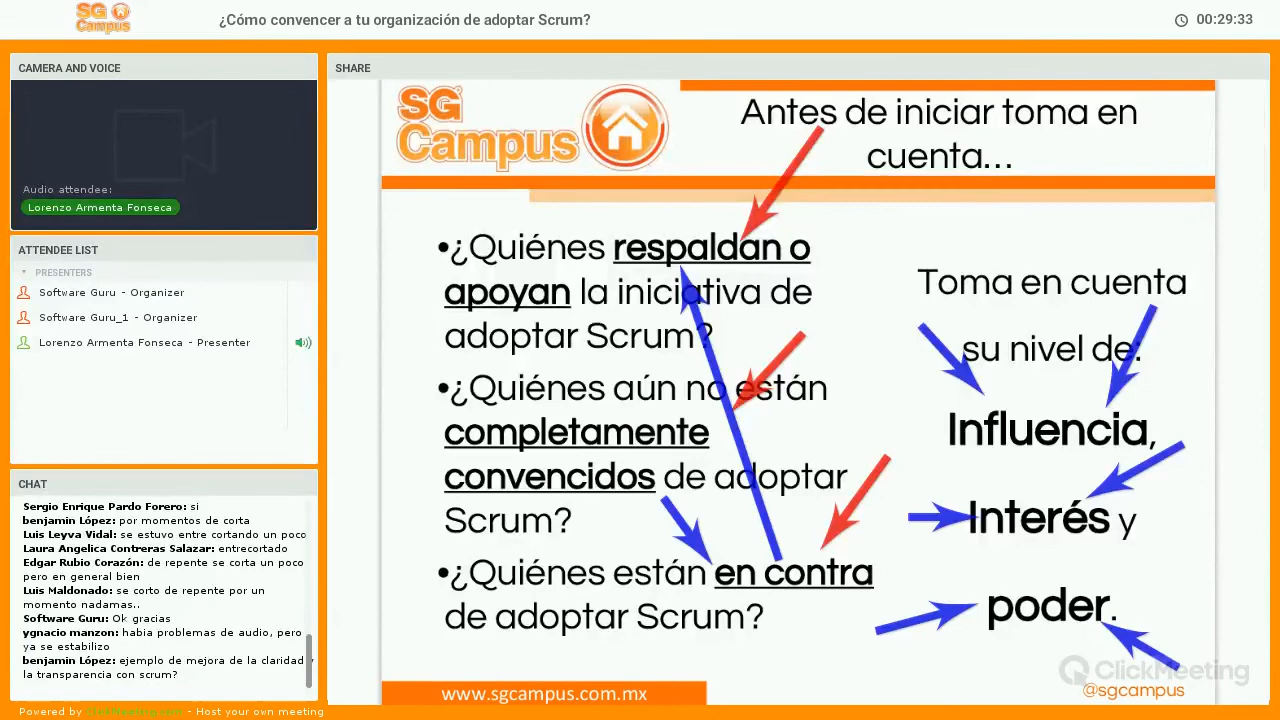 SG Campus
¿Cómo convencer a tu organización de adoptar Scrum?
00:29:33
CAMERA AND VOICE
Audio attendee:
Lorenzo Armenta Fonseca
ATTENDEE LIST
PRESENTERS
Software Guru - Organizer
Software Guru_1 - Organizer
Lorenzo Armenta Fonseca - Presenter
CHAT
Sergio Enrique Pardo Forero: si
benjamin López: por momentos de corta
Luis Leyva Vidal: se estuvo entre cortando un poco
Laura Angelica Contreras Salazar: entrecortado
Edgar Rubio Corazón: de repente se corta un poco
pero en general bien
Luis Maldonado: se corto de repente por un
momento nadamas..
Software Guru: Ok gracias
ygnacio manzon: habia problemas de audio, pero
ya se estabilizo
benjamin López: ejemplo de mejora de la claridad y
la transparencia con scrum?
Powered by
- Host your own meeting
SHARE
SG
Campus
Antes de iniciar toma en
cuenta...
•¿Quiénes respaldan o
apoyan la iniciativa de
adoptar Scrum?
•¿Quiénes aún no están
completamente
convencidos de adoptar
Scrum?
•¿Quiénes están en contra
de adoptar Scrum?
Toma en cuenta
su nivel de:
Influencia,
Interés y
poder.
www.sgcampus.com.mx
ClickMeeting
@sgcampus